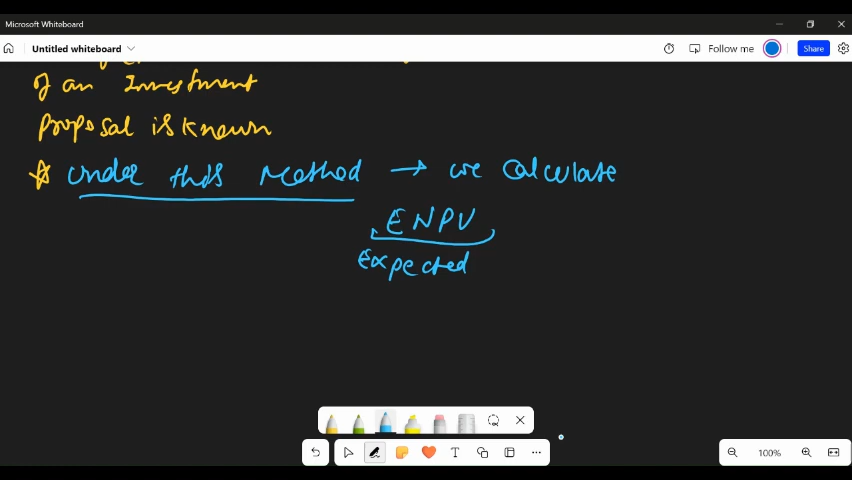 Microsoft Whiteboard
Untitled whiteboard
Follow me
Share
of an Investment
proposal is known
☆ Under this Method → we calculate
ENPV
Expected
100%